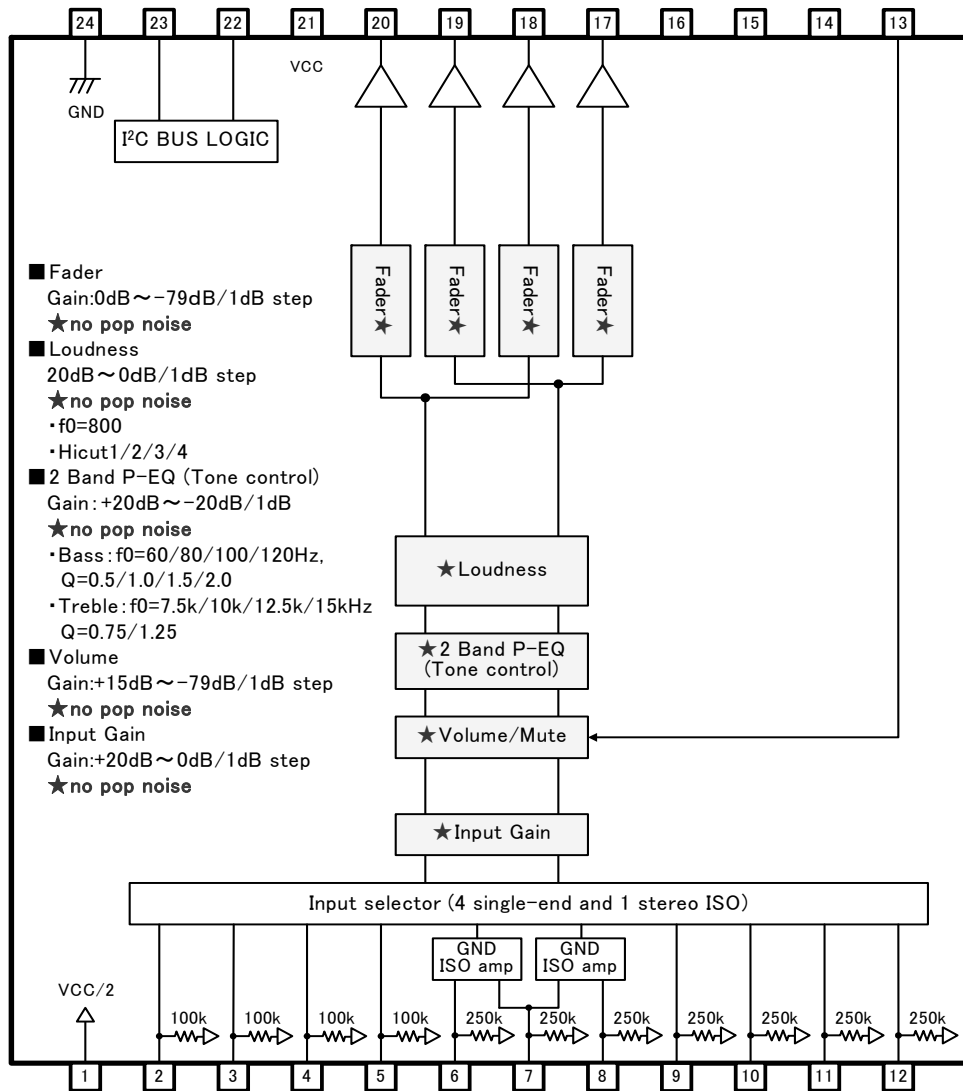 24 23 22 21 20 19 18 17 16 15 14 13
VCC
GND
I²C BUS LOGIC
Fader★ Fader★ Fader★ Fader★
■ Fader
Gain:0dB～-79dB/1dB step
★no pop noise
■ Loudness
20dB～0dB/1dB step
★no pop noise
・f0=800
・Hicut1/2/3/4
■ 2 Band P-EQ (Tone control)
Gain:+20dB～-20dB/1dB
★no pop noise
・Bass:f0=60/80/100/120Hz,
Q=0.5/1.0/1.5/2.0
・Treble:f0=7.5k/10k/12.5k/15kHz
Q=0.75/1.25
■ Volume
Gain:+15dB～-79dB/1dB step
★no pop noise
■ Input Gain
Gain:+20dB～0dB/1dB step
★no pop noise
★Loudness
★2 Band P-EQ
(Tone control)
★Volume/Mute
★Input Gain
Input selector (4 single-end and 1 stereo ISO)
GND
ISO amp
GND
ISO amp
VCC/2
100k 100k 100k 100k 250k 250k 250k 250k 250k 250k 250k
1 2 3 4 5 6 7 8 9 10 11 12